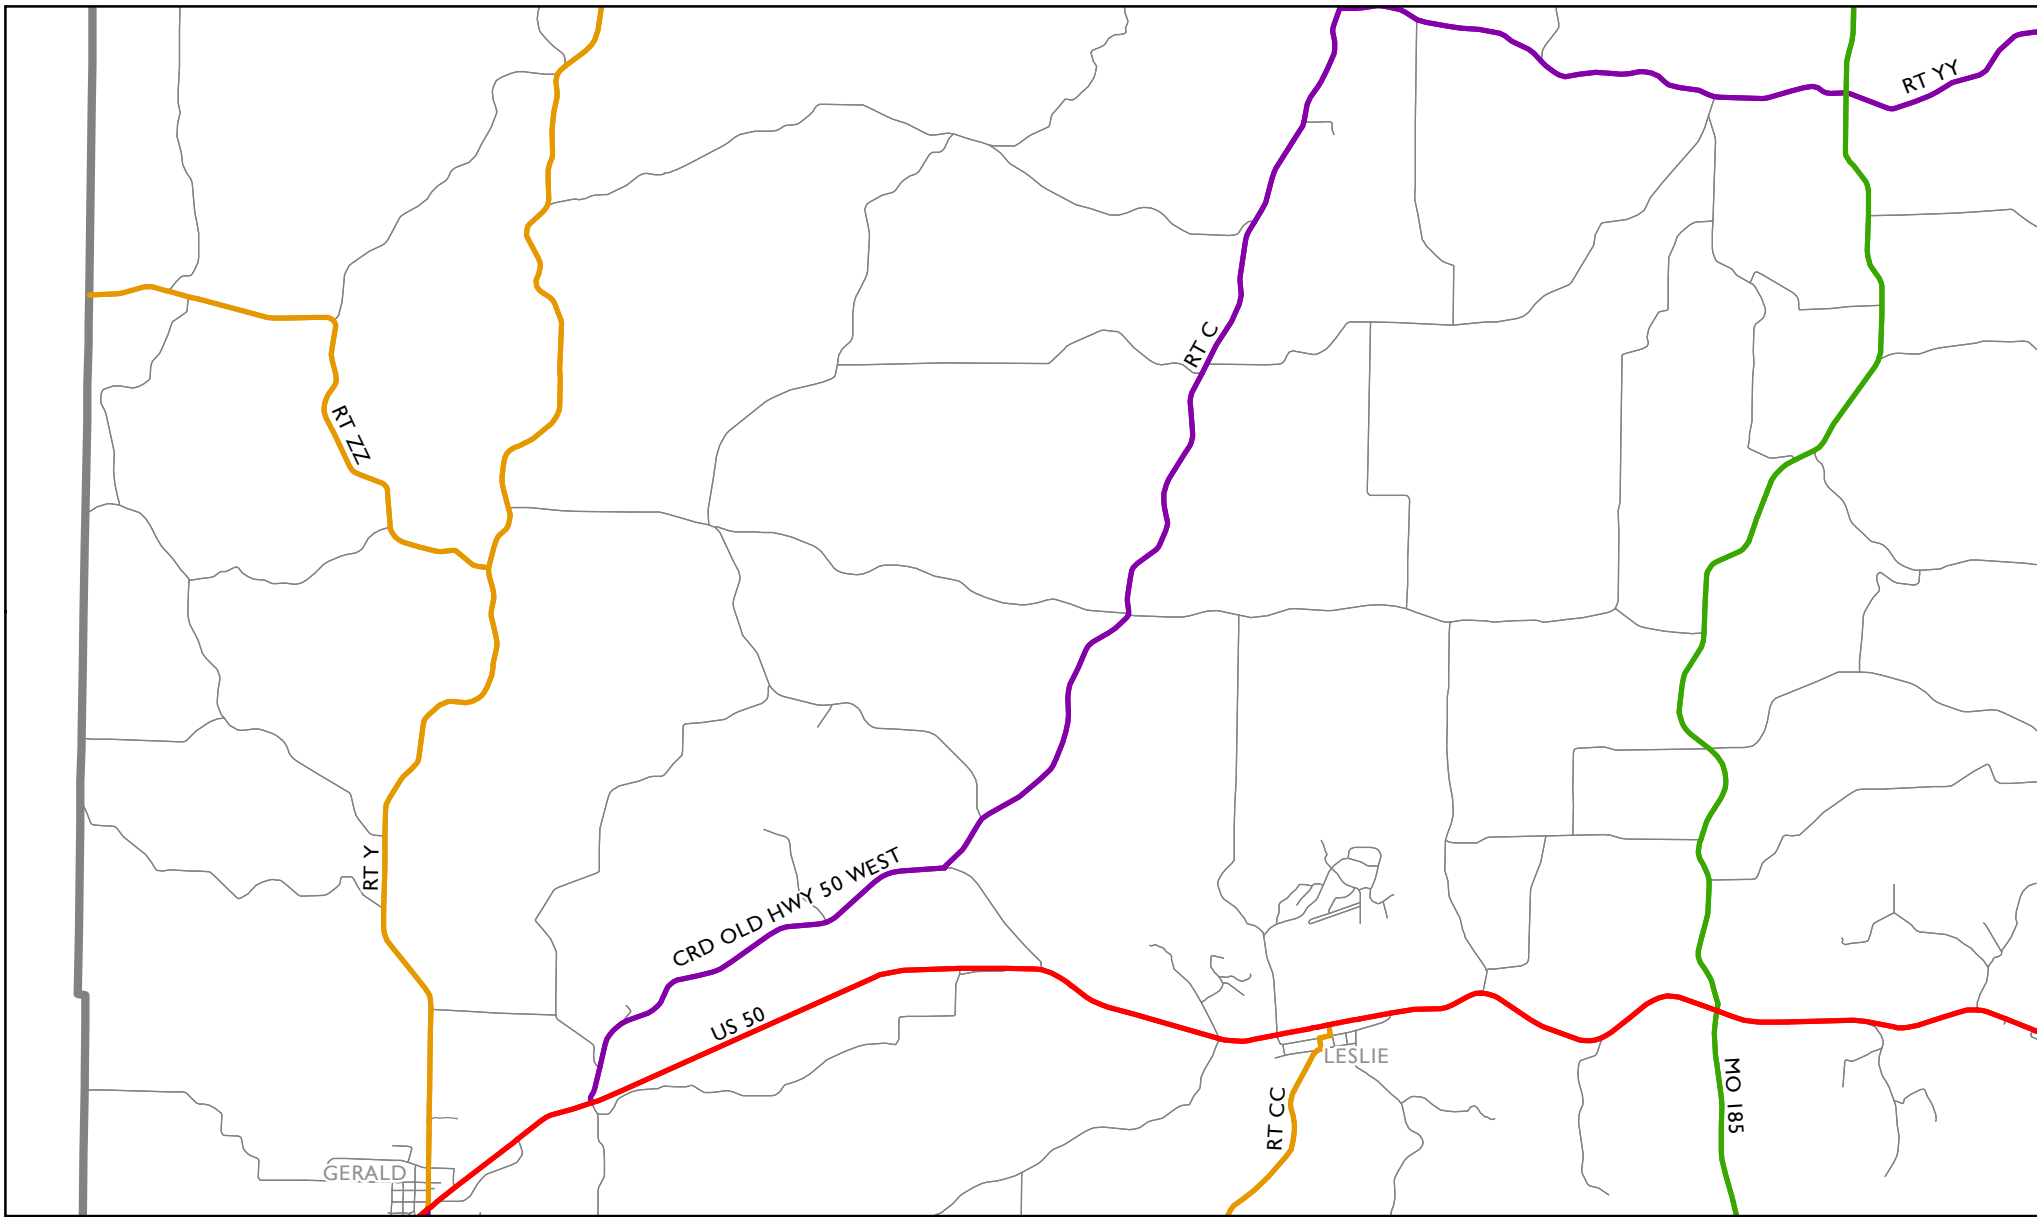 RT YY
RT C
RT ZZ
RT Y
CRD OLD HWY 50 WEST
US 50
LESLIE
MO 185
RT CC
GERALD